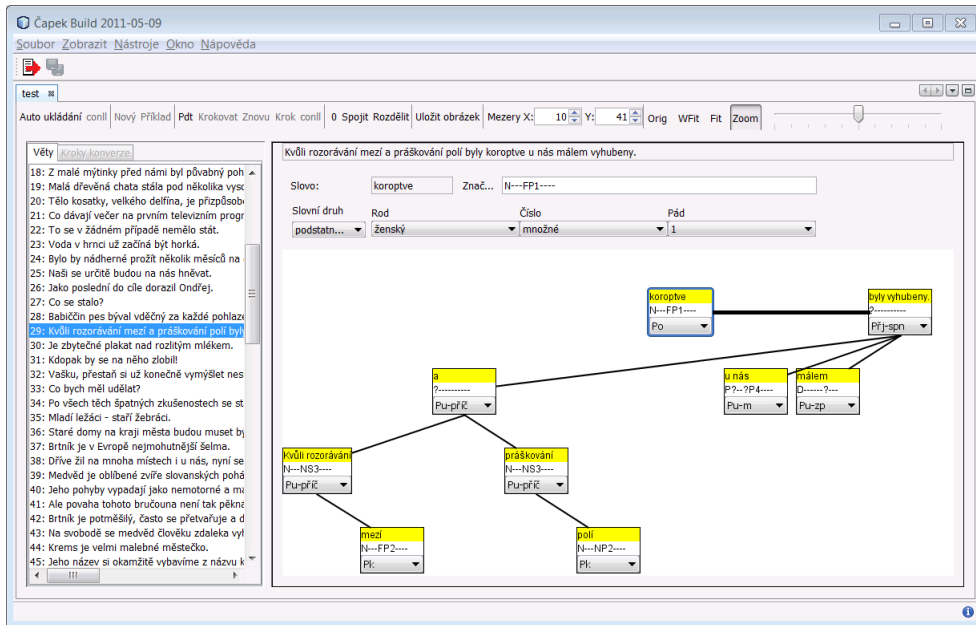 Čapek Build 2011-05-09
Soubor Zobrazit Nástroje Okno Nápověda
test
Auto ukládání conll Nový Příklad Pdt Krokovat Znovu Krok conll 0 Spojit Rozdělit Uložit obrázek Mezery X: 10 Y: 41 Orig WFit Fit Zoom
Věty Kroky konverze
18: Z malé mýtinky před námi byl půvabný poh
19: Malá dřevěná chata stála pod několika vyso
20: Tělo kosatky, velkého delfína, je přizpůsobe
21: Co dávají večer na prvním televizním progr
22: To se v žádném případě nemělo stát.
23: Voda v hrnci už začíná být horká.
24: Bylo by nádherné prožít několik měsíců na
25: Naši se určitě budou na nás hněvat.
26: Jako poslední do cíle dorazil Ondřej.
27: Co se stalo?
28: Babiččin pes býval vděčný za každé pohlaze
29: Kvůli rozorávání mezí a práškování polí byly
30: Je zbytečné plakat nad rozlitým mlékem.
31: Kdopak by se na něho zlobil!
32: Vašku, přestaň si už konečně vymýšlet nes
33: Co bych měl udělat?
34: Po všech těch špatných zkušenostech se st
35: Mladí ležáci - staří žebráci.
36: Staré domy na kraji města budou muset bý
37: Brtník je v Evropě nejmohutnější šelma.
38: Dříve žil na mnoha místech i u nás, nyní se
39: Medvěd je oblíbené zvíře slovanských pohá
40: Jeho pohyby vypadají jako nemotorné a ma
41: Ale povaha tohoto bručouna není tak pěkná
42: Brtník je potměšilý, často se přetvařuje a d
43: Na svobodě se medvěd člověku zdaleka vyh
44: Krems je velmi malebné městečko.
45: Jeho název si okamžitě vybavíme z názvu k
Kvůli rozorávání mezí a práškování polí byly koroptve u nás málem vyhubeny.
Slovo: koroptve Znač... N---FP1----
Slovní druh Rod Číslo Pád
podstatn... ženský množné 1
koroptve
N---FP1----
Po
byly vyhubeny.
?----------
Přj-spn
a
?----------
Pu-příč
u nás
P?--?P4----
Pu-m
málem
D------?---
Pu-zp
Kvůli rozorávání
N---NS3----
Pu-příč
práškování
N---NS3----
Pu-příč
mezí
N---FP2----
Pk
polí
N---NP2----
Pk